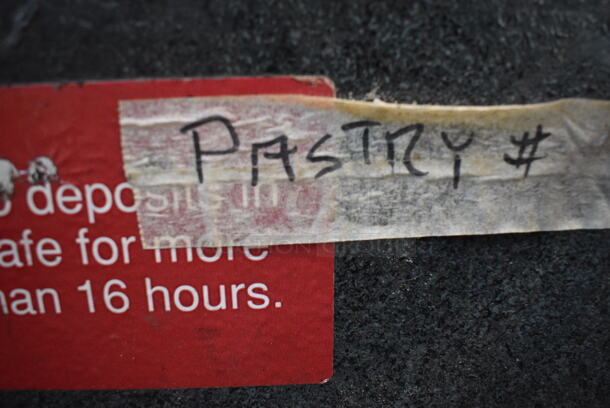 PASTRY #
deposits in
afe for more
han 16 hours.